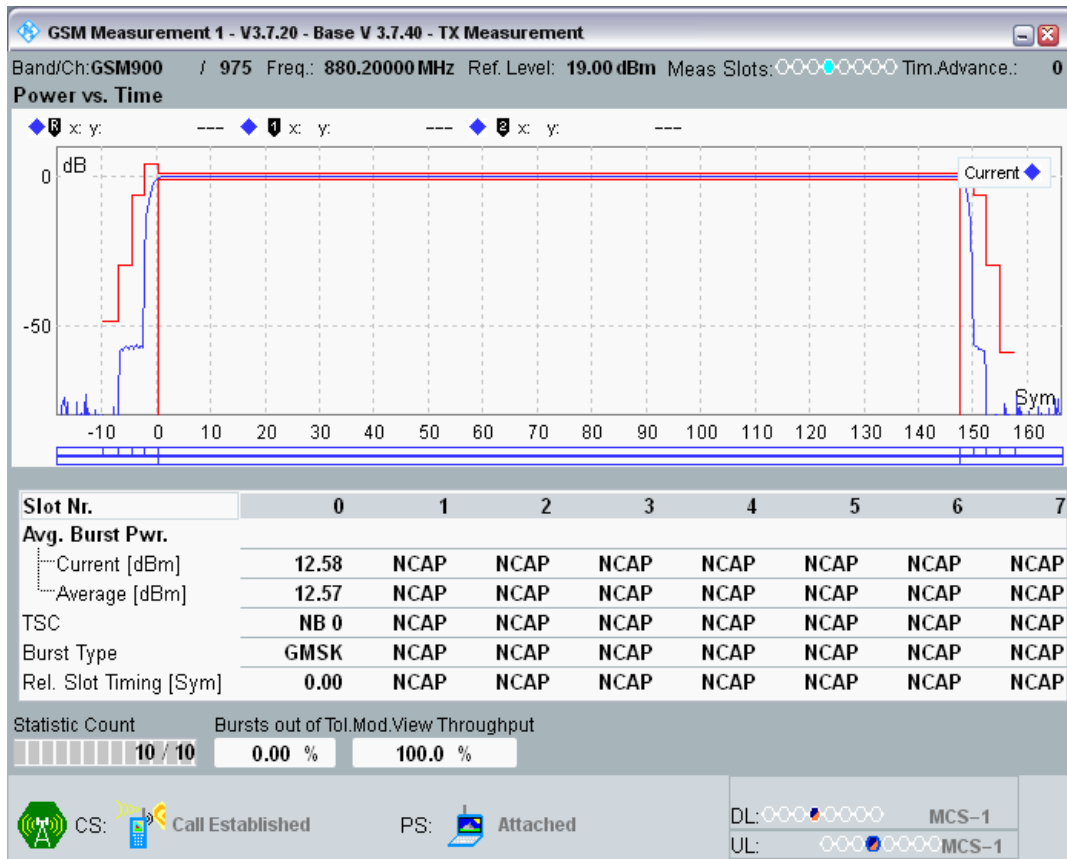 GSM Measurement 1 - V3.7.20 - Base V 3.7.40 - TX Measurement
Band/Ch:GSM900 / 975 Freq.: 880.20000 MHz Ref. Level: 19.00 dBm Meas Slots: Tim.Advance.: 0
Power vs. Time
R x: y: --- 1 x: y: --- 2 x: y: ---
dB
Current
0
-50
Sym
-10 0 10 20 30 40 50 60 70 80 90 100 110 120 130 140 150 160
Slot Nr. 0 1 2 3 4 5 6 7
Avg. Burst Pwr.
Current [dBm] 12.58 NCAP NCAP NCAP NCAP NCAP NCAP NCAP
Average [dBm] 12.57 NCAP NCAP NCAP NCAP NCAP NCAP NCAP
TSC NB 0 NCAP NCAP NCAP NCAP NCAP NCAP NCAP
Burst Type GMSK NCAP NCAP NCAP NCAP NCAP NCAP NCAP
Rel. Slot Timing [Sym] 0.00 NCAP NCAP NCAP NCAP NCAP NCAP NCAP
Statistic Count Bursts out of Tol. Mod.View Throughput
10 / 10 0.00 % 100.0 %
CS: Call Established PS: Attached DL: MCS-1
UL: MCS-1